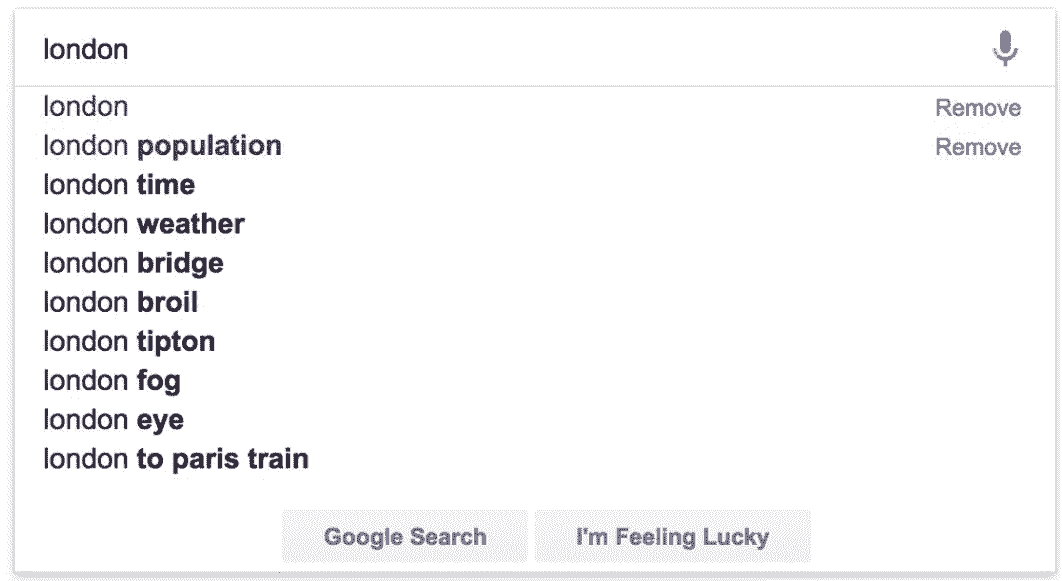 london
london Remove
london population Remove
london time
london weather
london bridge
london broil
london tipton
london fog
london eye
london to paris train
Google Search I'm Feeling Lucky